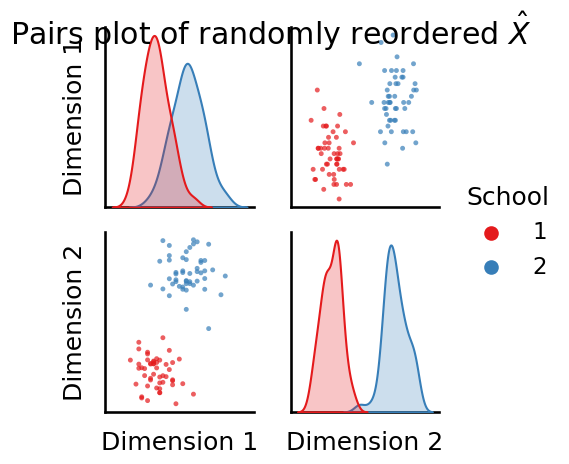 Pairs plot of randomly reordered X̂
Dimension 1
Dimension 2
Dimension 1
Dimension 2
School
1
2